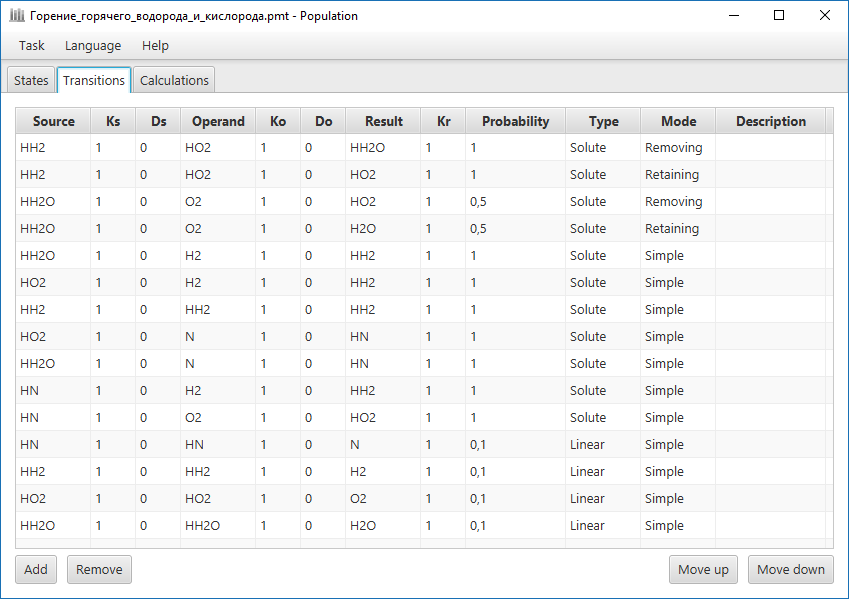 Горение_горячего_водорода_и_кислорода.pmt - Population
Task Language Help
States Transitions Calculations
Source Ks Ds Operand Ko Do Result Kr Probability Type Mode Description
HH2 1 0 HO2 1 0 HH2O 1 1 Solute Removing
HH2 1 0 HO2 1 0 HO2 1 1 Solute Retaining
HH2O 1 0 O2 1 0 HO2 1 0,5 Solute Removing
HH2O 1 0 O2 1 0 H2O 1 0,5 Solute Retaining
HH2O 1 0 H2 1 0 HH2 1 1 Solute Simple
HO2 1 0 H2 1 0 HH2 1 1 Solute Simple
HH2 1 0 HH2 1 0 HH2 1 1 Solute Simple
HO2 1 0 N 1 0 HN 1 1 Solute Simple
HH2O 1 0 N 1 0 HN 1 1 Solute Simple
HN 1 0 H2 1 0 HH2 1 1 Solute Simple
HN 1 0 O2 1 0 HO2 1 1 Solute Simple
HN 1 0 HN 1 0 N 1 0,1 Linear Simple
HH2 1 0 HH2 1 0 H2 1 0,1 Linear Simple
HO2 1 0 HO2 1 0 O2 1 0,1 Linear Simple
HH2O 1 0 HH2O 1 0 H2O 1 0,1 Linear Simple
Add Remove Move up Move down